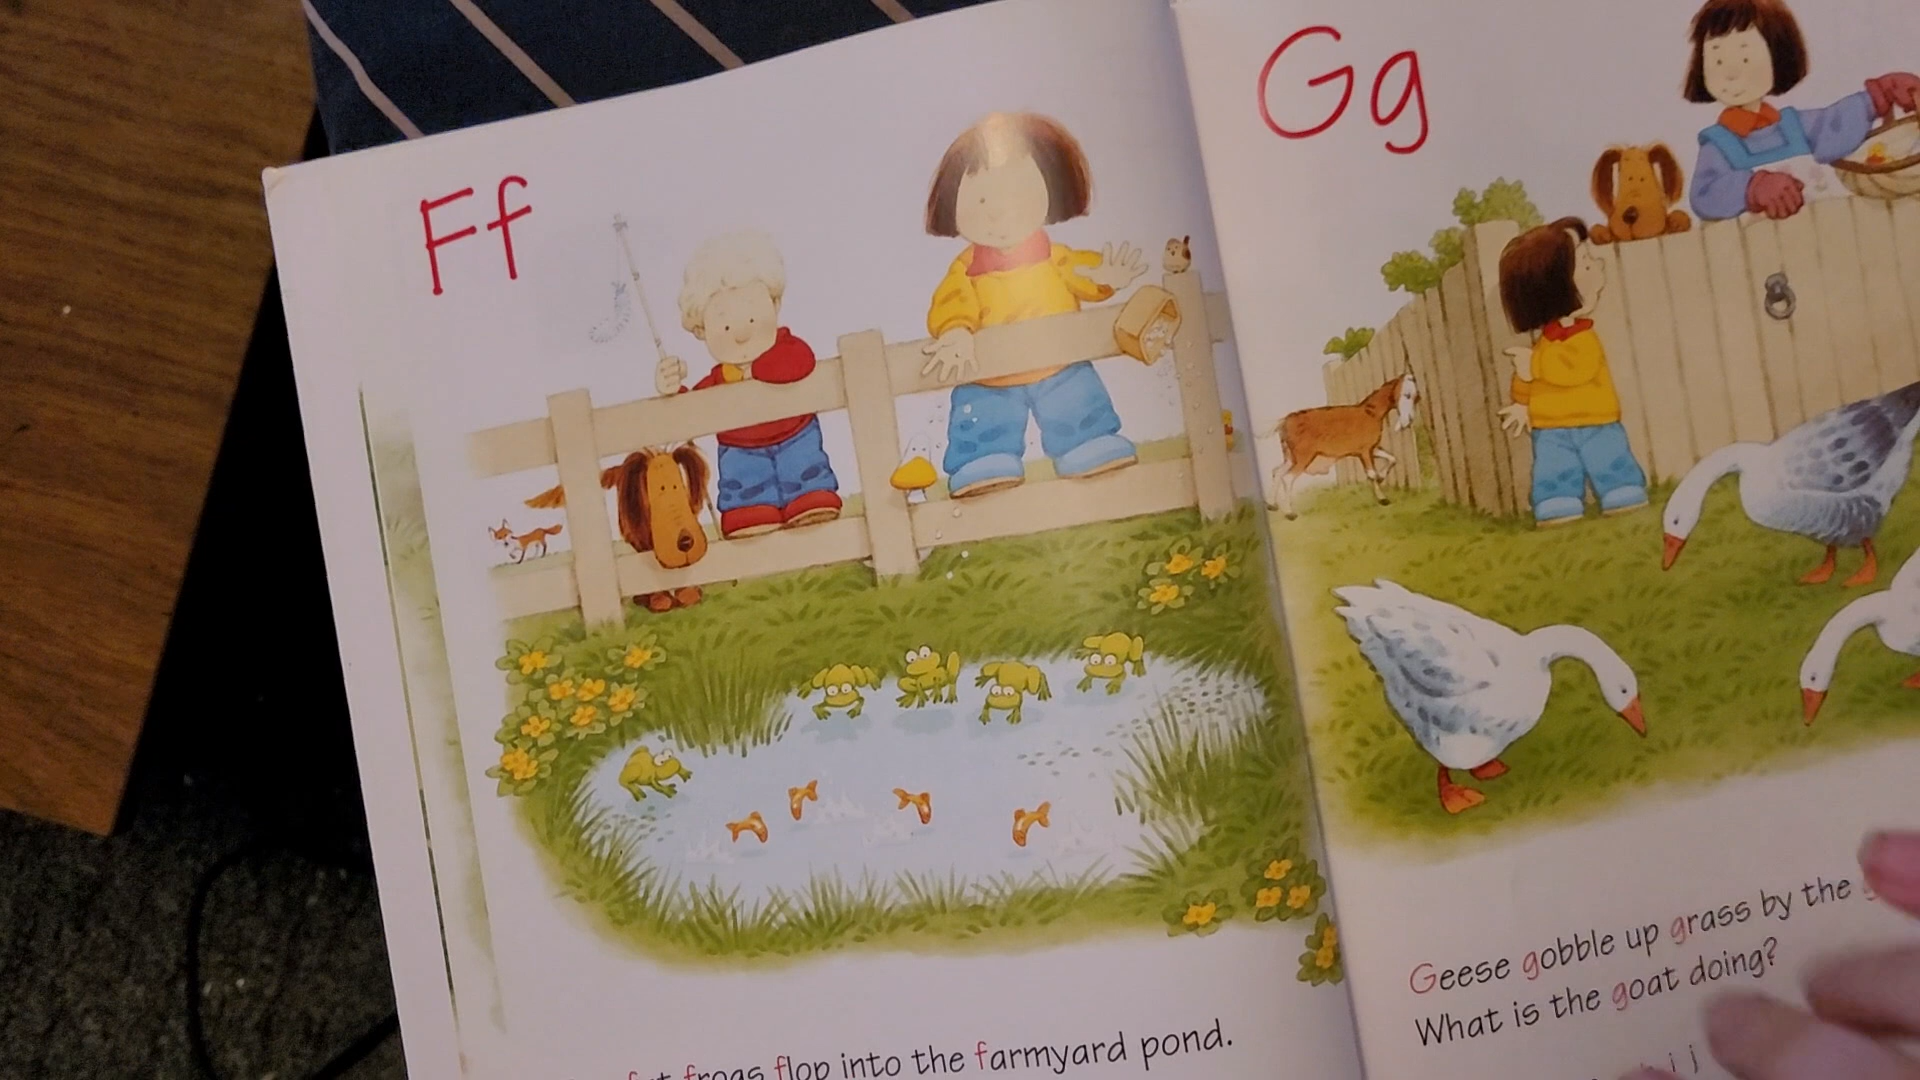 Ff
frogs flop into the farmyard pond.
Gg
Geese gobble up grass by the
What is the goat doing?
i j